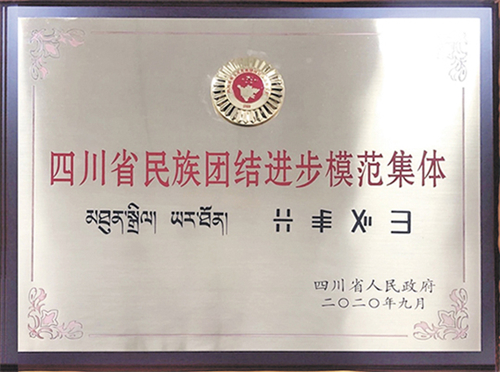 四川省民族团结进步模范集体
མཐུན་སྒྲིལ། ཡར་ཐོན།
四川省人民政府
二〇二〇年九月